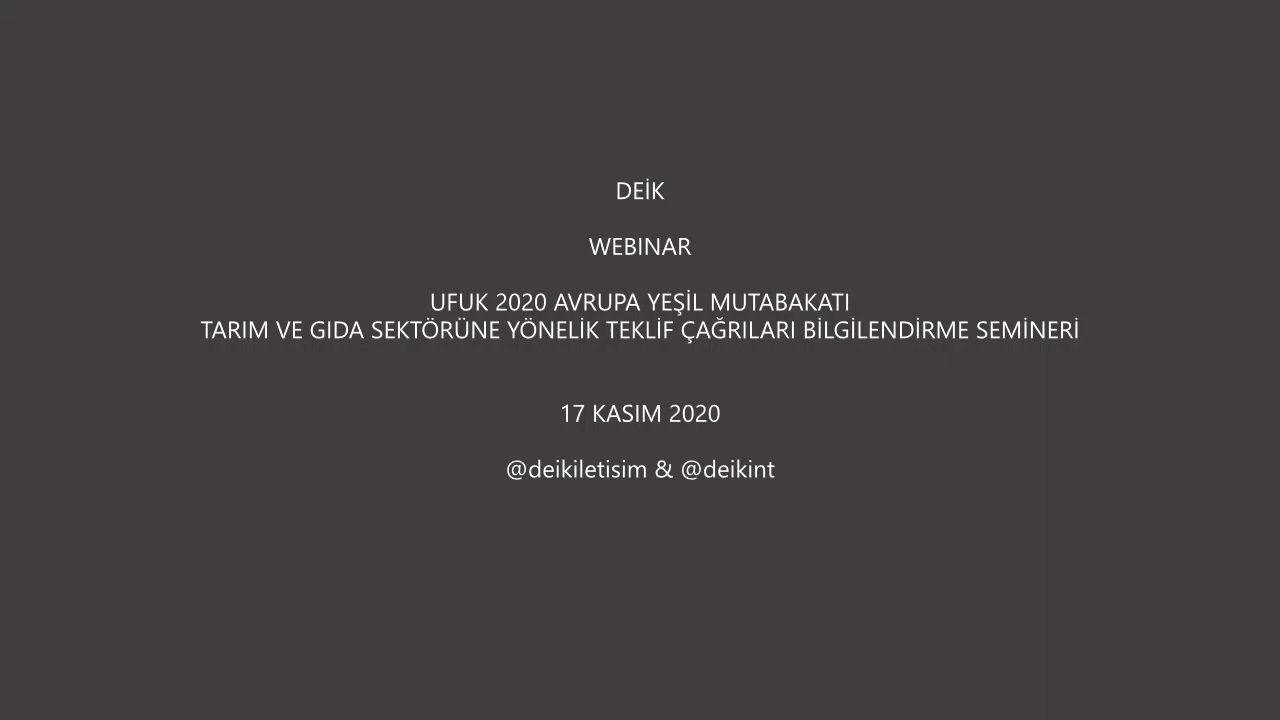 DEİK
WEBINAR
UFUK 2020 AVRUPA YEŞİL MUTABAKATI
TARIM VE GIDA SEKTÖRÜNE YÖNELİK TEKLİF ÇAĞRILARI BİLGİLENDİRME SEMİNERİ
17 KASIM 2020
@deikiletisim & @deikint